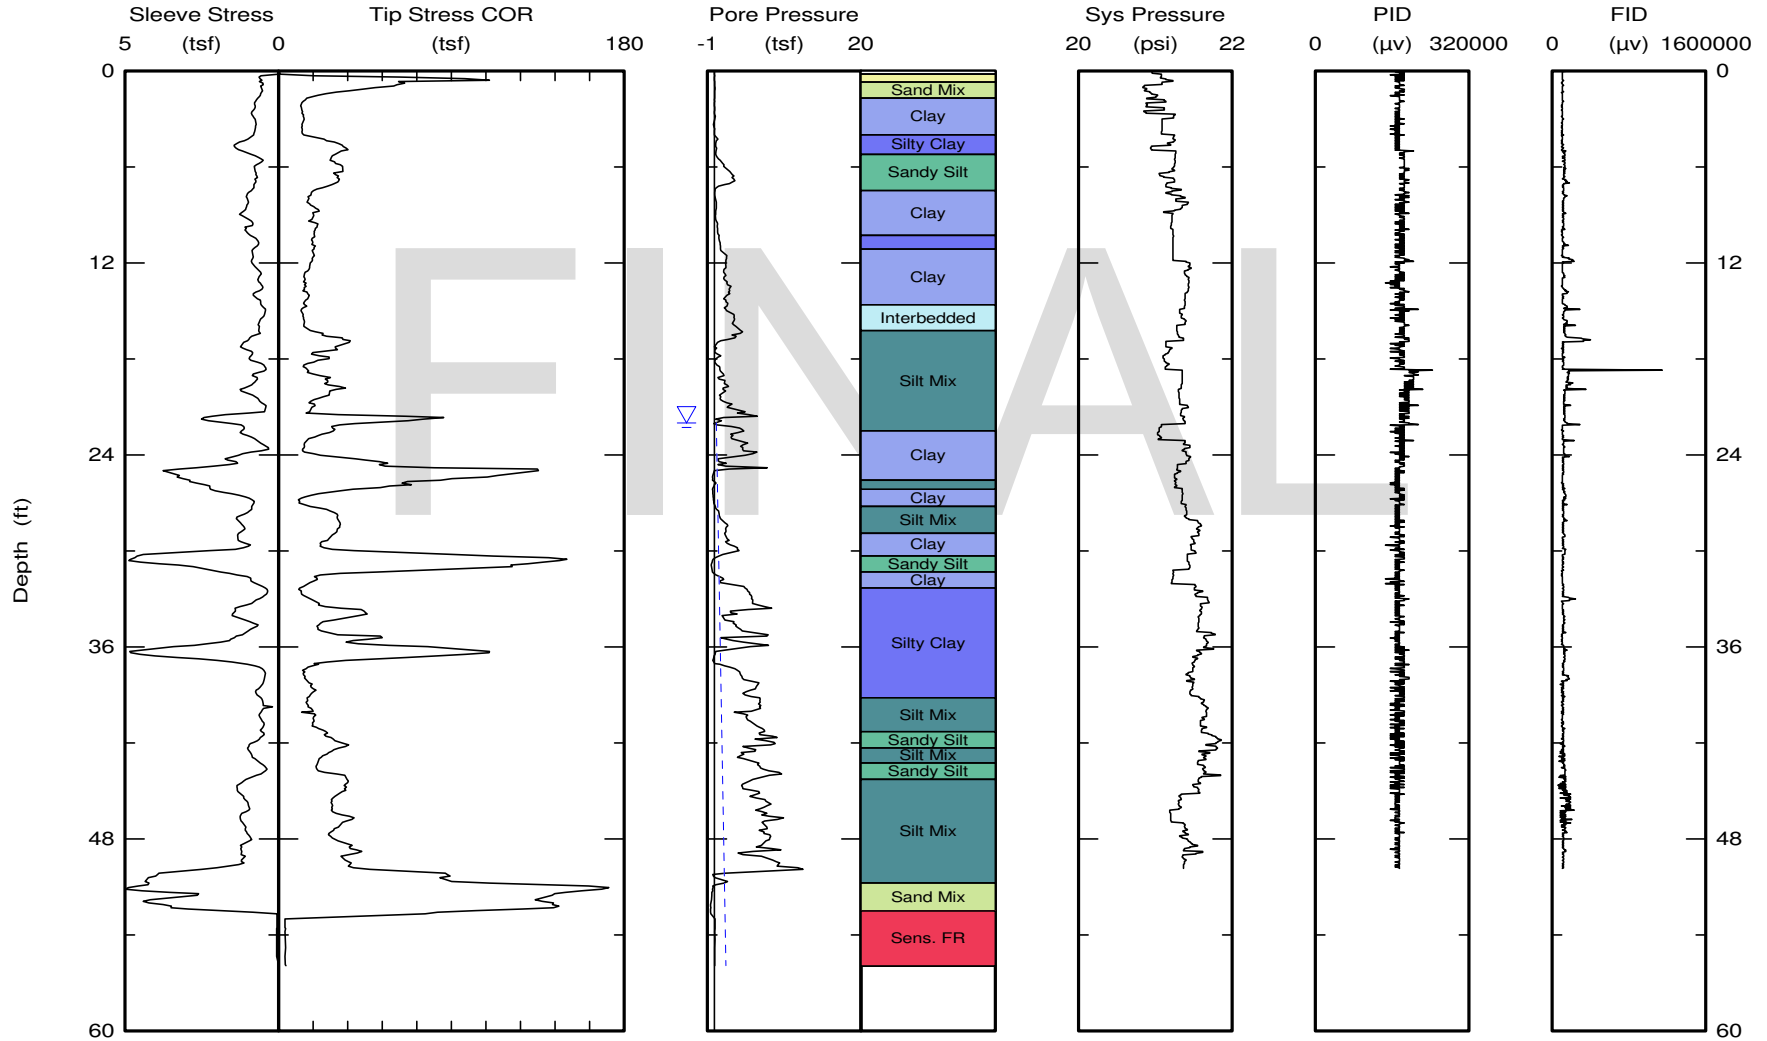 Sleeve Stress Tip Stress COR Pore Pressure Sys Pressure PID FID
5 (tsf) 0 (tsf) 180 -1 (tsf) 20 20 (psi) 22 0 (µv) 320000 0 (µv) 1600000
0 0
Sand Mix
Clay
Silty Clay
Sandy Silt
Clay
12 12
Clay
Interbedded
Silt Mix
FINAL
24 Clay 24
Clay
Silt Mix
Clay
Sandy Silt
Clay
Depth (ft)
36 Silty Clay 36
Silt Mix
Sandy Silt
Silt Mix
Sandy Silt
48 Silt Mix 48
Sand Mix
Sens. FR
60 60